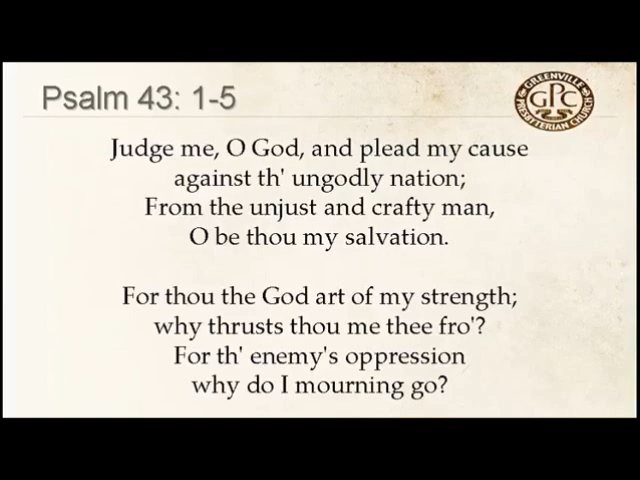 Psalm 43: 1-5
GREENVILLE
GPC
PRESBYTERIAN CHURCH
Judge me, O God, and plead my cause
against th' ungodly nation;
From the unjust and crafty man,
O be thou my salvation.
For thou the God art of my strength;
why thrusts thou me thee fro'?
For th' enemy's oppression
why do I mourning go?